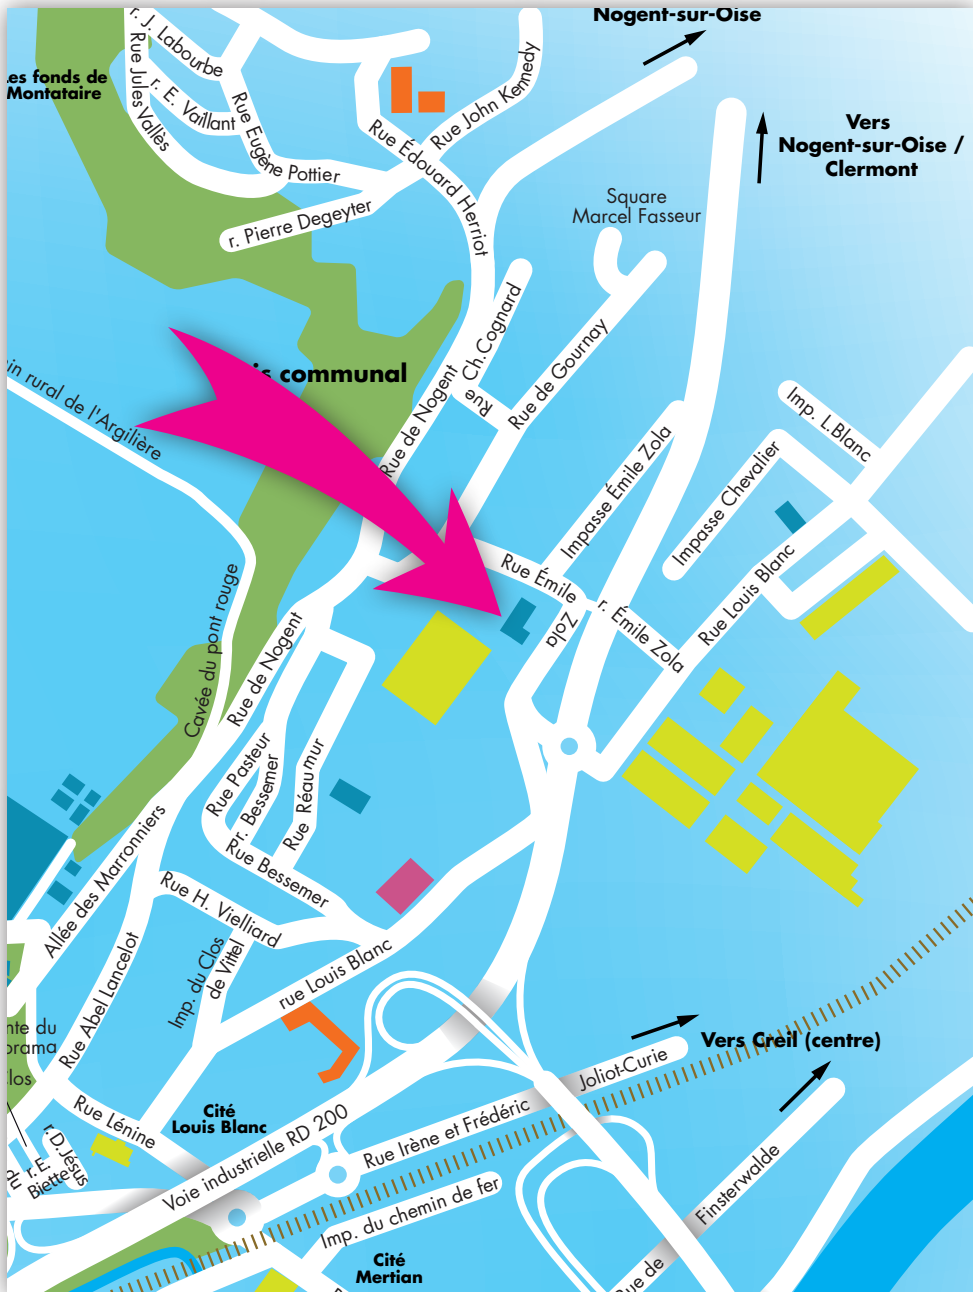 Nogent-sur-Oise
r. J. Labourbe
Rue Jules Vallès
es fonds de
Montataire
r. E. Vaillant
Rue Eugène Pottier
Rue John Kennedy
Rue Édouard Herriot
Vers
Nogent-sur-Oise /
Clermont
r. Pierre Degeyter
Square
Marcel Fasseur
Rue Ch.Cognard
Rue de Gournay
communal
Rue de Nogent
in rural de l'Argilière
Imp. L.Blanc
Impasse Émile Zola
Impasse Chevalier
Rue Émile
Zola
r. Émile Zola
Rue Louis Blanc
Cavée du pont rouge
Rue de Nogent
Rue Pasteur
r. Bessemer
Rue Réaumur
Rue Bessemer
Allée des Marronniers
Rue H. Vielliard
Imp. du Clos
de Vittel
rue Louis Blanc
Rue Abel Lancelot
nte du
orama
Clos
Vers Creil (centre)
Joliot-Curie
Rue Irène et Frédéric
Rue Lénine
Cité
Louis Blanc
Voie industrielle RD 200
r. D. Jésus
r. E.
Biettе
Imp. du chemin de fer
Finsterwalde
Rue de
Cité
Mertian